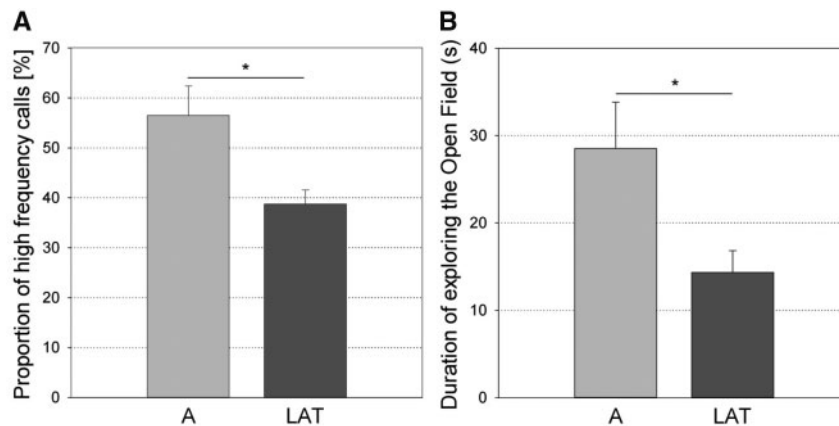 A
Proportion of high frequency calls [%]
70
60
50
40
30
20
10
0
*
A LAT
B
Duration of exploring the Open Field (s)
40
30
20
10
0
*
A LAT